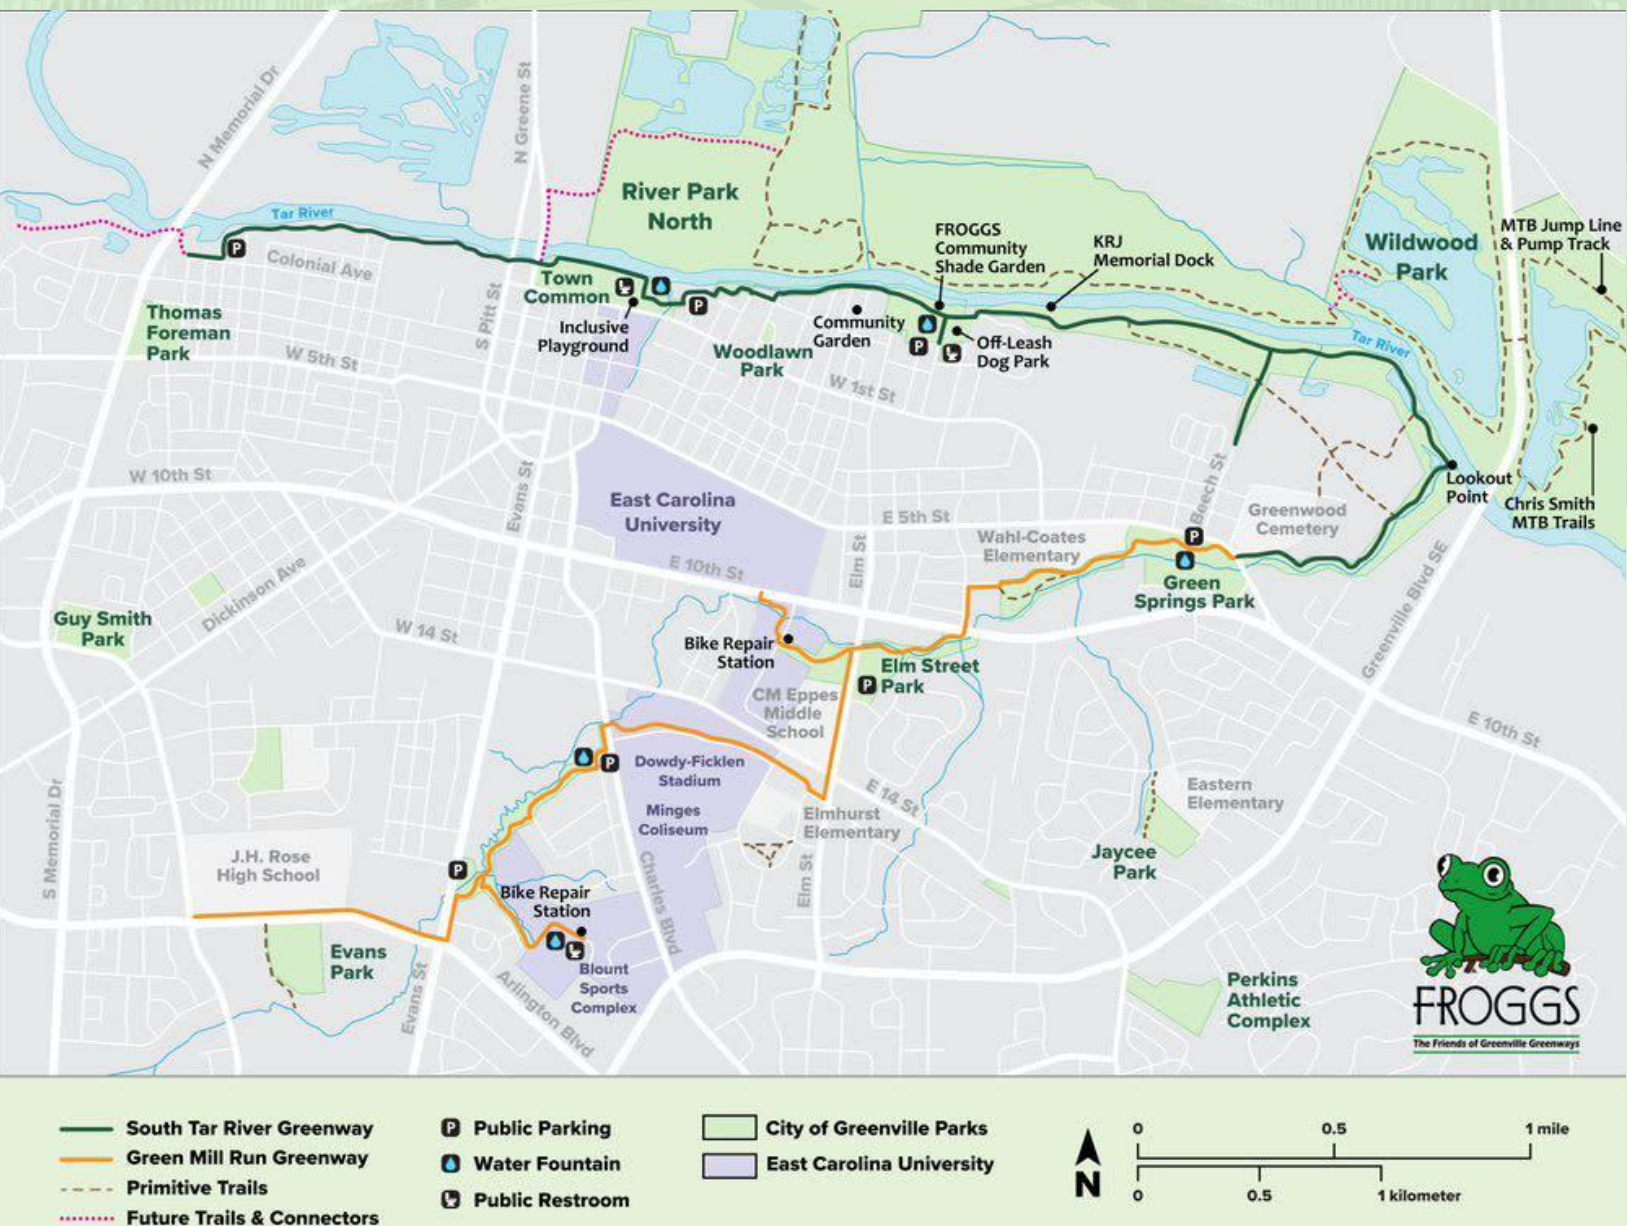 N Memorial Dr
N Greene St
River Park
North
Tar River
FROGGS
Community
Shade Garden
KRJ
Memorial Dock
Wildwood
Park
MTB Jump Line
& Pump Track
P
Colonial Ave
Town
Common
P
Inclusive
Playground
Thomas
Foreman
Park
S Pitt St
Community
Garden
P
Off-Leash
Dog Park
Tar River
W 5th St
Woodlawn
Park
W 1st St
W 10th St
Evans St
East Carolina
University
E 5th St
Beech St
Lookout
Point
Chris Smith
MTB Trails
Greenwood
Cemetery
Wahl-Coates
Elementary
P
Elm St
E 10th St
Green
Springs Park
Dickinson Ave
Guy Smith
Park
W 14 St
Bike Repair
Station
Elm Street
Park
P
Greenville Blvd SE
CM Eppes
Middle
School
E 10th St
P
Dowdy-Ficklen
Stadium
Minges
Coliseum
E 14 St
Elmhurst
Elementary
Eastern
Elementary
S Memorial Dr
J.H. Rose
High School
P
Bike Repair
Station
Charles Blvd
Elm St
Jaycee
Park
Evans
Park
Evans St
Arlington Blvd
Blount
Sports
Complex
Perkins
Athletic
Complex
FROGGS
The Friends of Greenville Greenways
South Tar River Greenway
Green Mill Run Greenway
Primitive Trails
Future Trails & Connectors
P Public Parking
Water Fountain
Public Restroom
City of Greenville Parks
East Carolina University
N
0 0.5 1 mile
0 0.5 1 kilometer